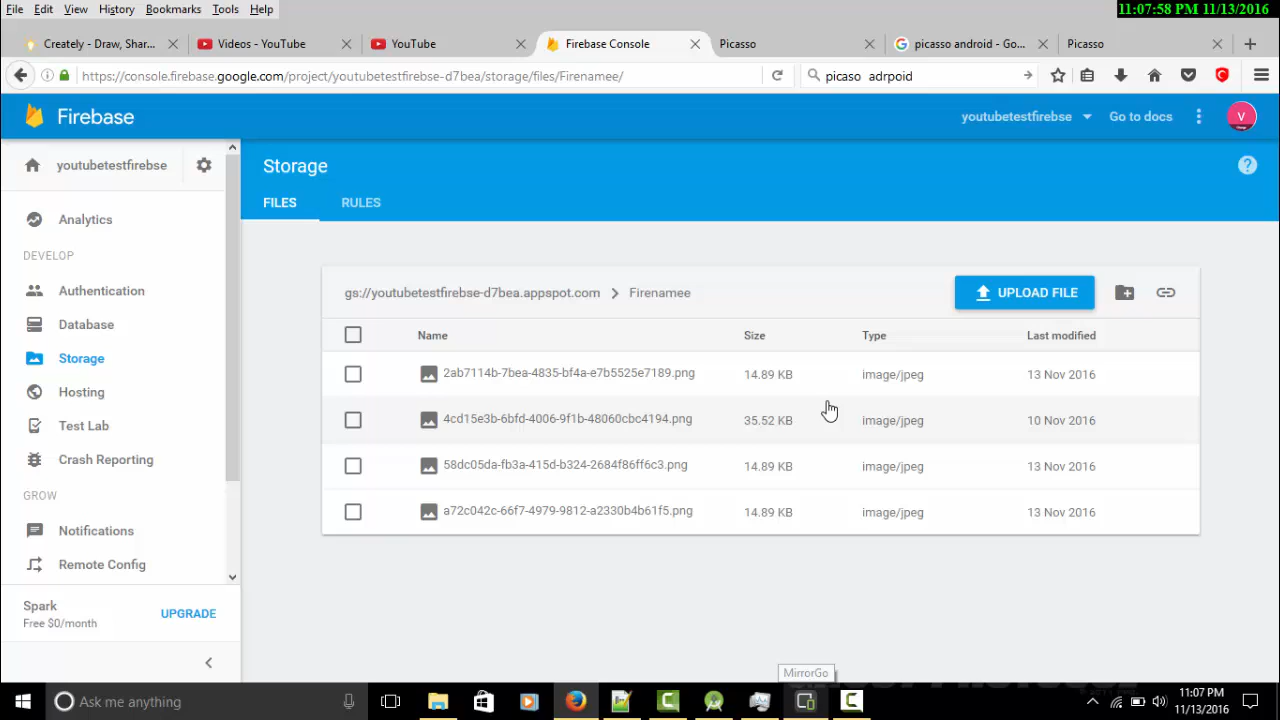 File Edit View History Bookmarks Tools Help
11:07:58 PM 11/13/2016
Creately - Draw, Shar...
Videos - YouTube
YouTube
Firebase Console
Picasso
picasso android - Go...
Picasso
https://console.firebase.google.com/project/youtubetestfirebse-d7bea/storage/files/Firenamee/
picaso adrpoid
Firebase
youtubetestfirebse
Go to docs
V
youtubetestfirebse
Storage
FILES
RULES
Analytics
DEVELOP
Authentication
Database
Storage
Hosting
Test Lab
Crash Reporting
GROW
Notifications
Remote Config
Spark
Free $0/month
UPGRADE
gs://youtubetestfirebse-d7bea.appspot.com > Firenamee
UPLOAD FILE
Name Size Type Last modified
2ab7114b-7bea-4835-bf4a-e7b5525e7189.png 14.89 KB image/jpeg 13 Nov 2016
4cd15e3b-6bfd-4006-9f1b-48060cbc4194.png 35.52 KB image/jpeg 10 Nov 2016
58dc05da-fb3a-415d-b324-2684f86ff6c3.png 14.89 KB image/jpeg 13 Nov 2016
a72c042c-66f7-4979-9812-a2330b4b61f5.png 14.89 KB image/jpeg 13 Nov 2016
MirrorGo
Ask me anything
11:07 PM
11/13/2016